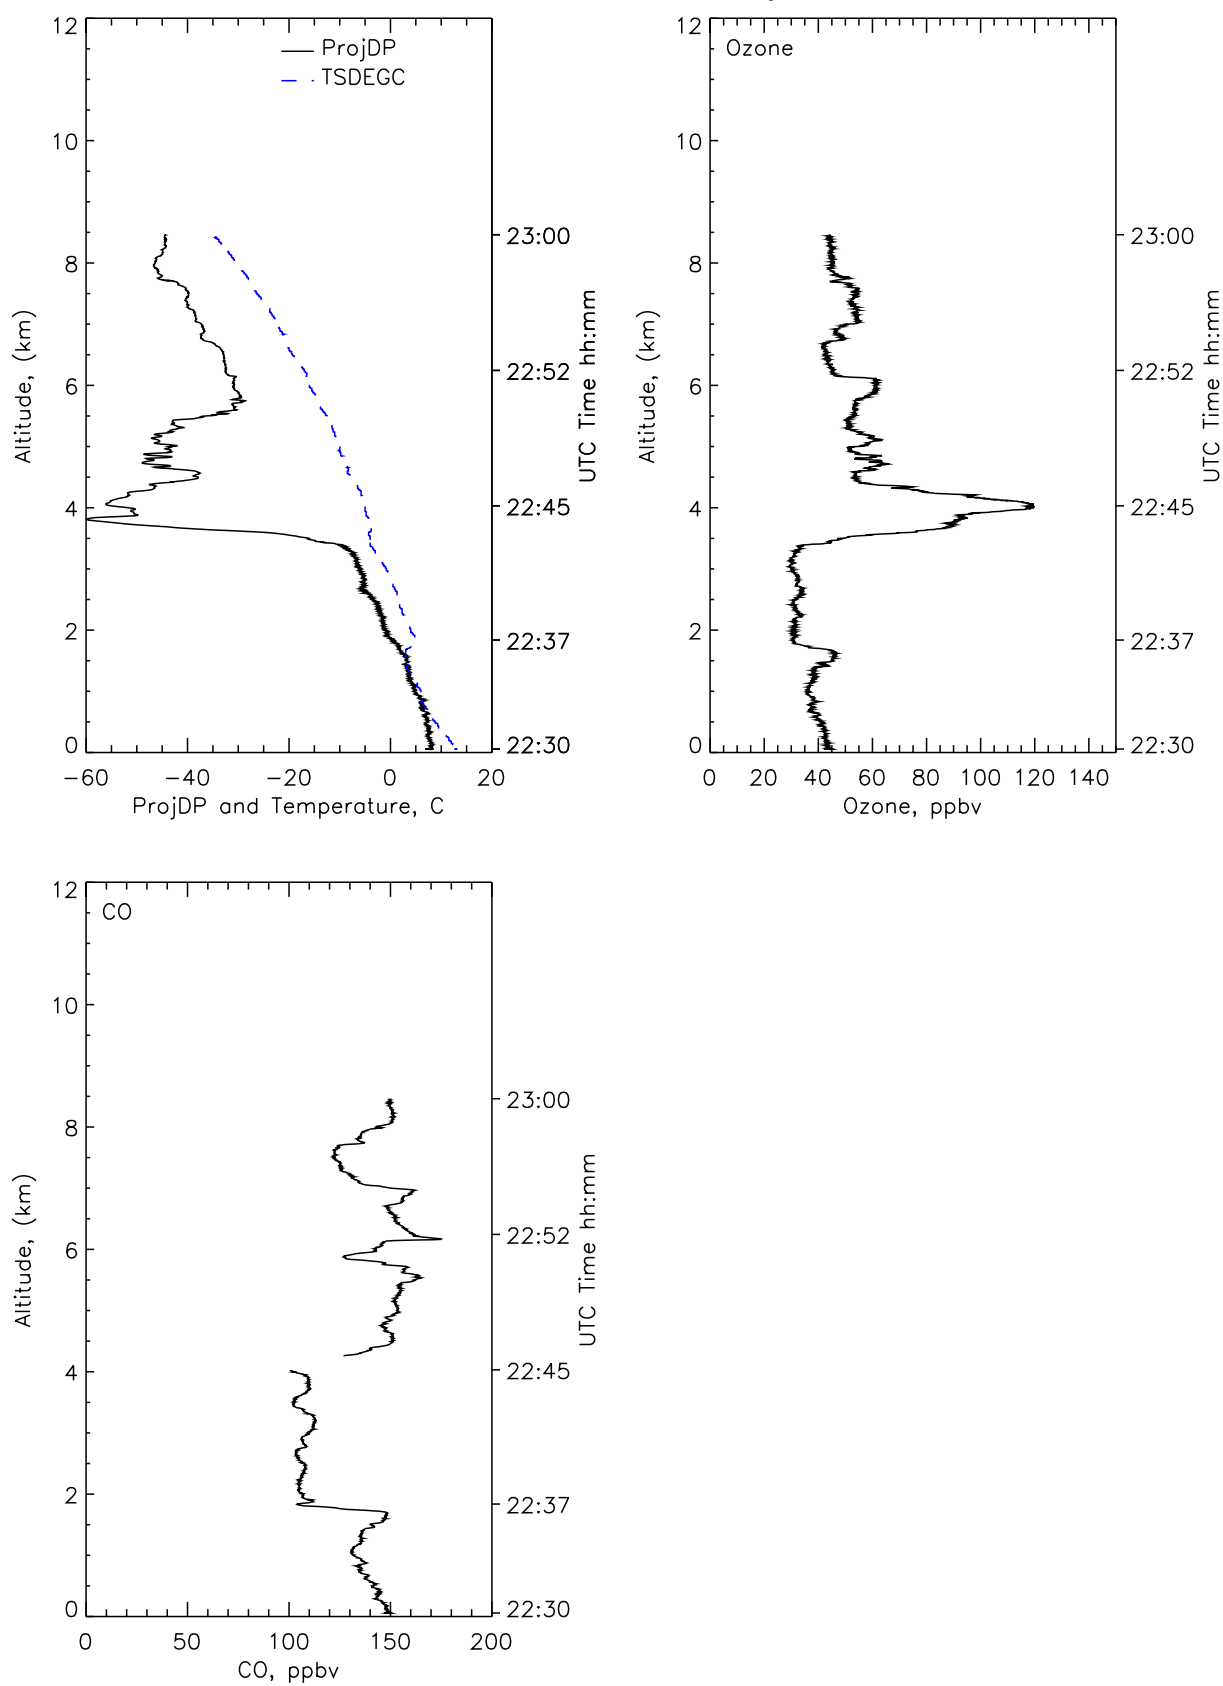 12
10
8
6
4
2
0
Altitude, (km)
ProjDP
TSDEGC
23:00
22:52
22:45
22:37
22:30
UTC Time hh:mm
−60 −40 −20 0 20
ProjDP and Temperature, C
12
10
8
6
4
2
0
Altitude, (km)
Ozone
23:00
22:52
22:45
22:37
22:30
UTC Time hh:mm
0 20 40 60 80 100 120 140
Ozone, ppbv
12
10
8
6
4
2
0
Altitude, (km)
CO
23:00
22:52
22:45
22:37
22:30
UTC Time hh:mm
0 50 100 150 200
CO, ppbv